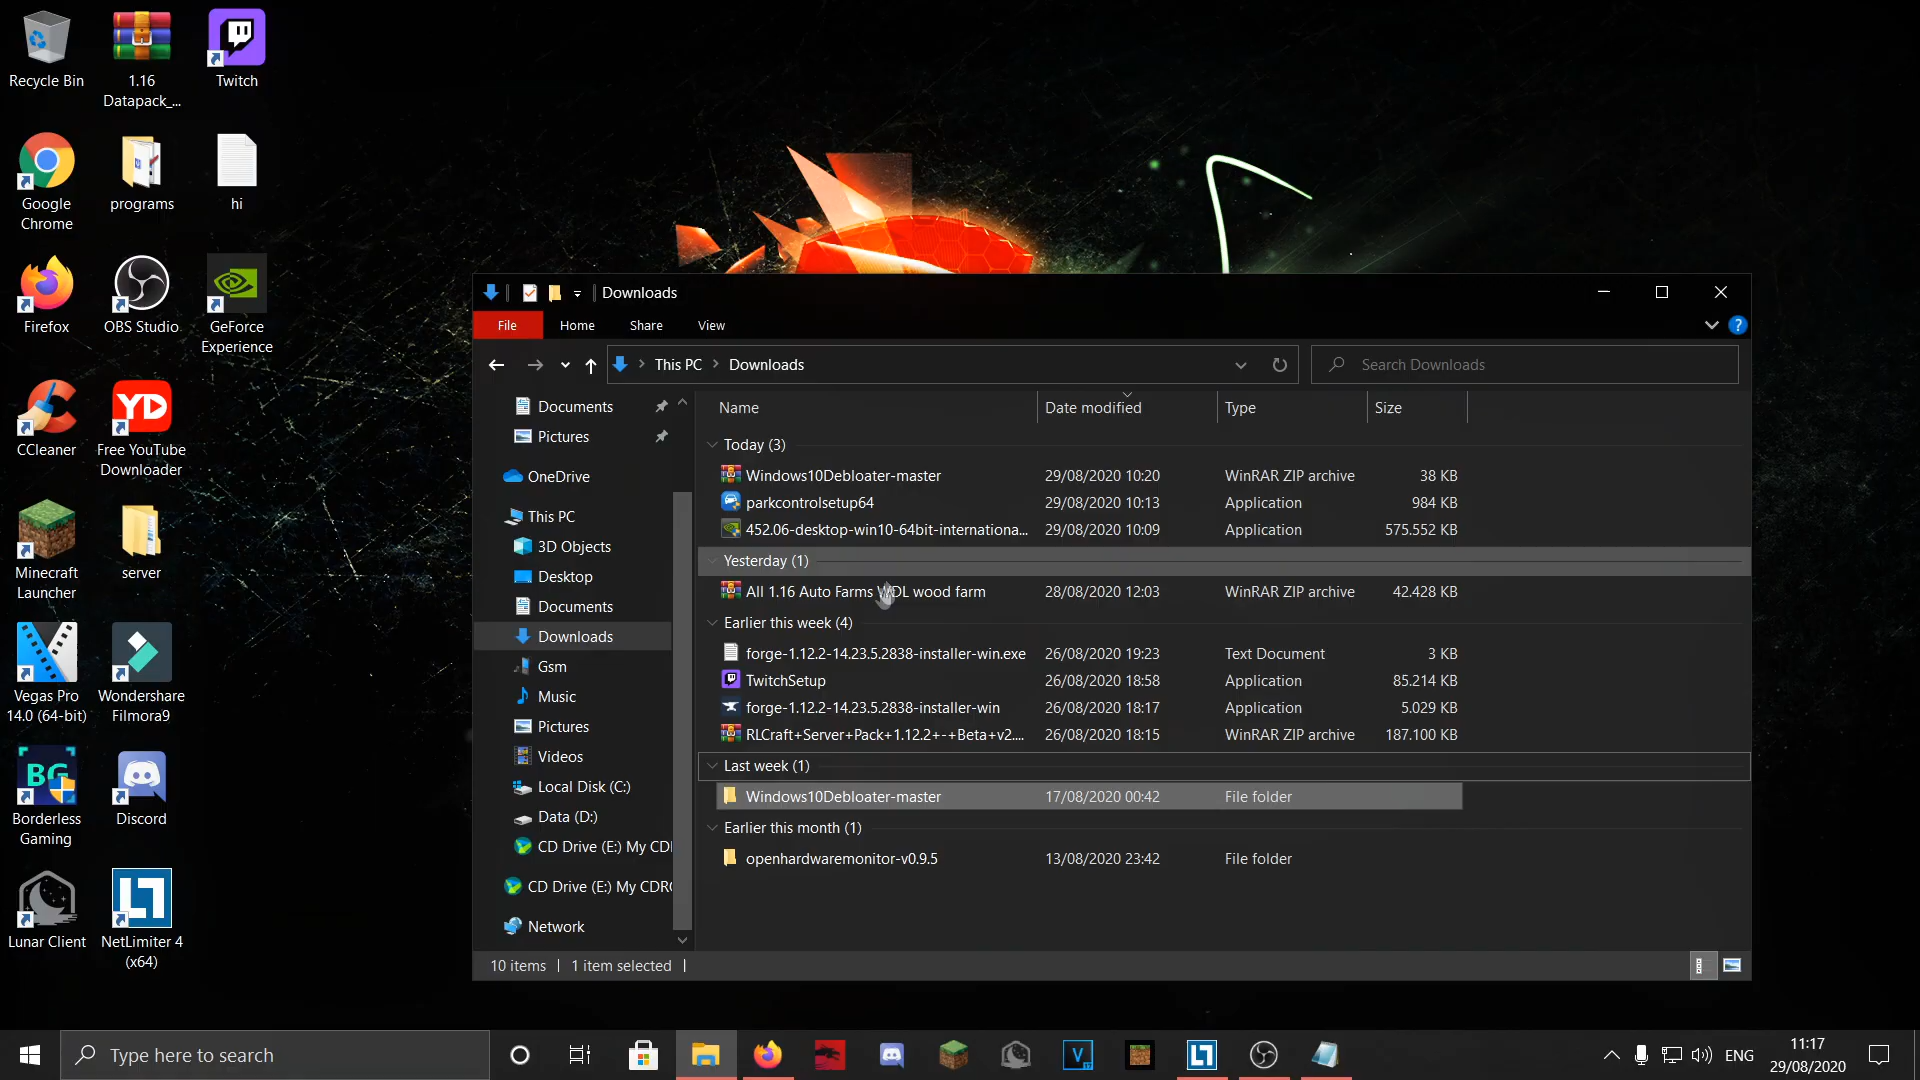 Recycle Bin
1.16
Datapack_...
Twitch
Google
Chrome
programs
hi
Firefox
OBS Studio
GeForce
Experience
CCleaner
Free YouTube
Downloader
YD
Minecraft
Launcher
server
Vegas Pro
14.0 (64-bit)
Wondershare
Filmora9
BG
Borderless
Gaming
Discord
Lunar Client
NetLimiter 4
(x64)
Downloads
File
Home
Share
View
?
This PC
Downloads
Search Downloads
Documents
Pictures
OneDrive
This PC
3D Objects
Desktop
Documents
Downloads
Gsm
Music
Pictures
Videos
Local Disk (C:)
Data (D:)
CD Drive (E:) My CD
CD Drive (E:) My CDR
Network
Name
Date modified
Type
Size
Today (3)
Windows10Debloater-master 29/08/2020 10:20 WinRAR ZIP archive 38 KB
parkcontrolsetup64 29/08/2020 10:13 Application 984 KB
452.06-desktop-win10-64bit-internationa... 29/08/2020 10:09 Application 575.552 KB
Yesterday (1)
All 1.16 Auto Farms WDL wood farm 28/08/2020 12:03 WinRAR ZIP archive 42.428 KB
Earlier this week (4)
forge-1.12.2-14.23.5.2838-installer-win.exe 26/08/2020 19:23 Text Document 3 KB
TwitchSetup 26/08/2020 18:58 Application 85.214 KB
forge-1.12.2-14.23.5.2838-installer-win 26/08/2020 18:17 Application 5.029 KB
RLCraft+Server+Pack+1.12.2+-+Beta+v2.... 26/08/2020 18:15 WinRAR ZIP archive 187.100 KB
Last week (1)
Windows10Debloater-master 17/08/2020 00:42 File folder
Earlier this month (1)
openhardwaremonitor-v0.9.5 13/08/2020 23:42 File folder
10 items
1 item selected
Type here to search
V
ENG
11:17
29/08/2020